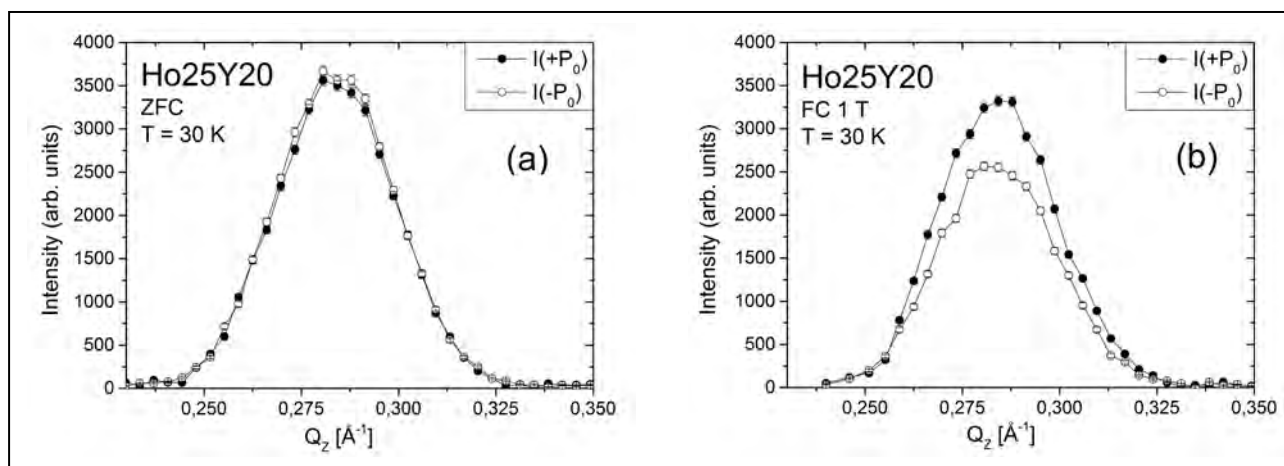 4000
3500
3000
2500
2000
1500
1000
500
0
Intensity (arb. units)
Ho25Y20
ZFC
T = 30 K
I(+P₀)
I(-P₀)
(a)
0,250
0,275
0,300
0,325
0,350
Q_Z [Å⁻¹]
4000
3500
3000
2500
2000
1500
1000
500
0
Intensity (arb. units)
Ho25Y20
FC 1 T
T = 30 K
I(+P₀)
I(-P₀)
(b)
0,250
0,275
0,300
0,325
0,350
Q_Z [Å⁻¹]